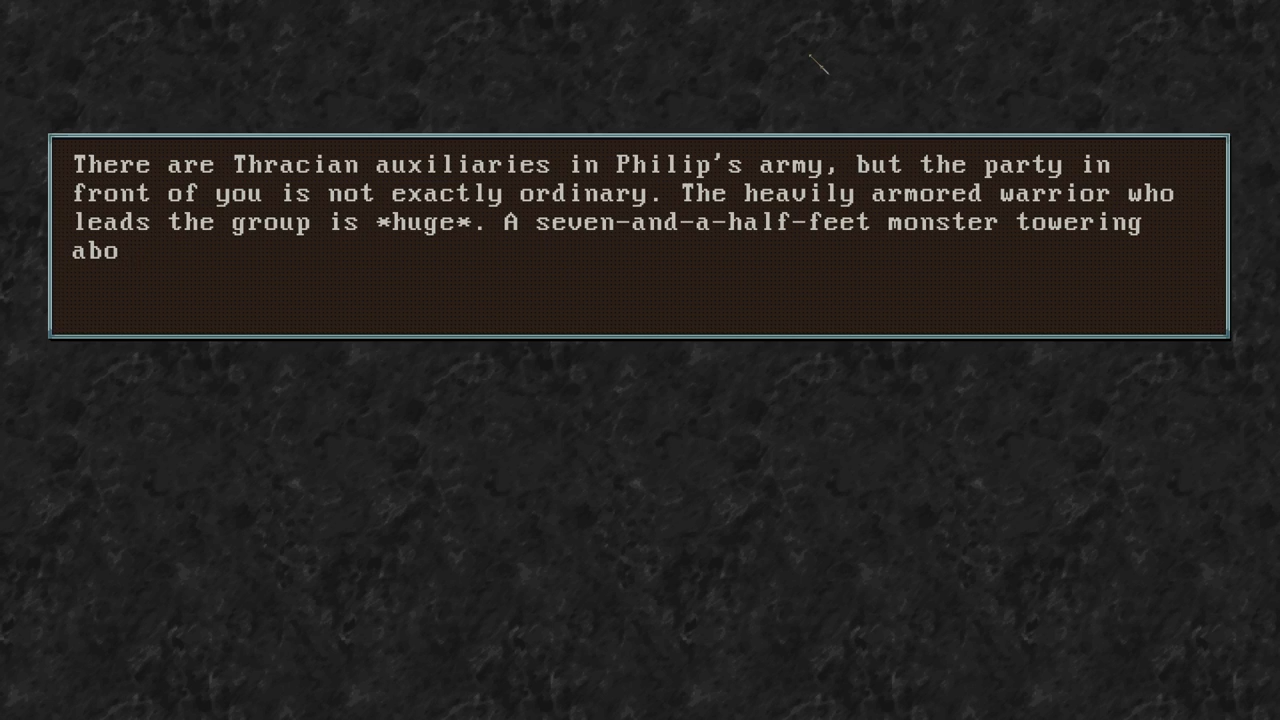 There are Thracian auxiliaries in Philip's army, but the party in
front of you is not exactly ordinary. The heavily armored warrior who
leads the group is *huge*. A seven-and-a-half-feet monster towering
abo